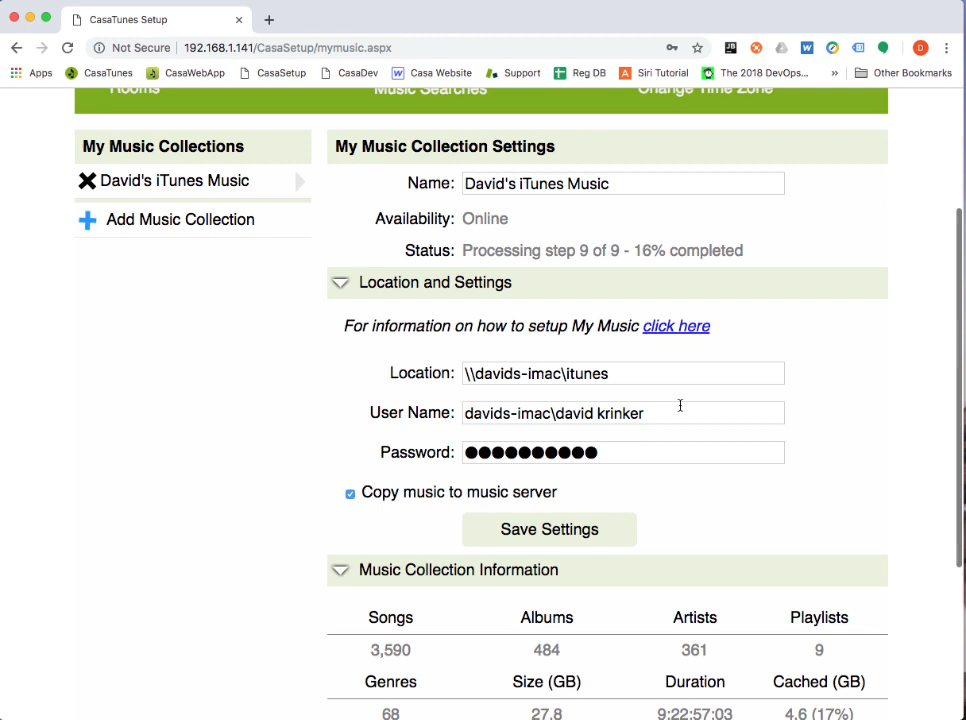 CasaTunes Setup
Not Secure 192.168.1.141/CasaSetup/mymusic.aspx
Apps CasaTunes CasaWebApp CasaSetup CasaDev Casa Website Support Reg DB Siri Tutorial The 2018 DevOps... » Other Bookmarks
Rooms Music Searches Change Time Zone
My Music Collections
David's iTunes Music
Add Music Collection
My Music Collection Settings
Name: David's iTunes Music
Availability: Online
Status: Processing step 9 of 9 - 16% completed
Location and Settings
For information on how to setup My Music click here
Location: \\davids-imac\itunes
User Name: davids-imac\david krinker
Password: ●●●●●●●●●●
Copy music to music server
Save Settings
Music Collection Information
Songs Albums Artists Playlists
3,590 484 361 9
Genres Size (GB) Duration Cached (GB)
68 27.8 9:22:57:03 4.6 (17%)